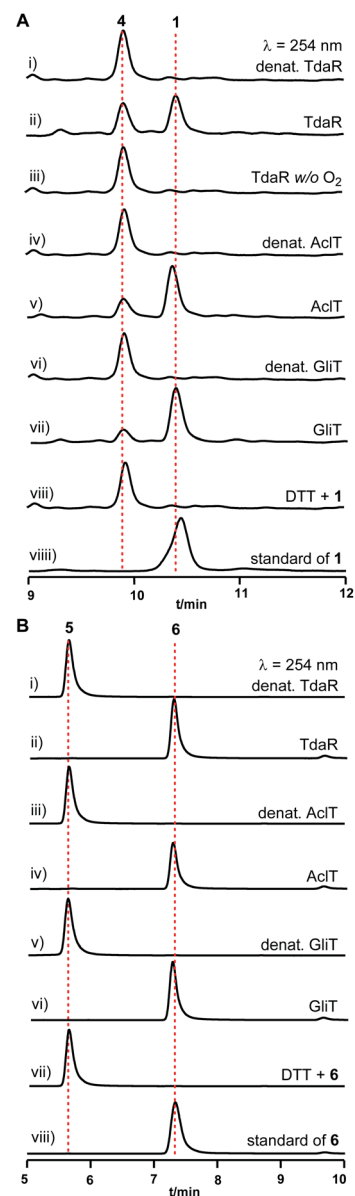 A
4 1
λ = 254 nm
i) denat. TdaR
ii) TdaR
iii) TdaR w/o O₂
iv) denat. AclT
v) AclT
vi) denat. GliT
vii) GliT
viii) DTT + 1
viiii) standard of 1
9 10 11 12
t/min
B
5 6
λ = 254 nm
i) denat. TdaR
ii) TdaR
iii) denat. AclT
iv) AclT
v) denat. GliT
vi) GliT
vii) DTT + 6
viii) standard of 6
5 6 7 8 9 10
t/min